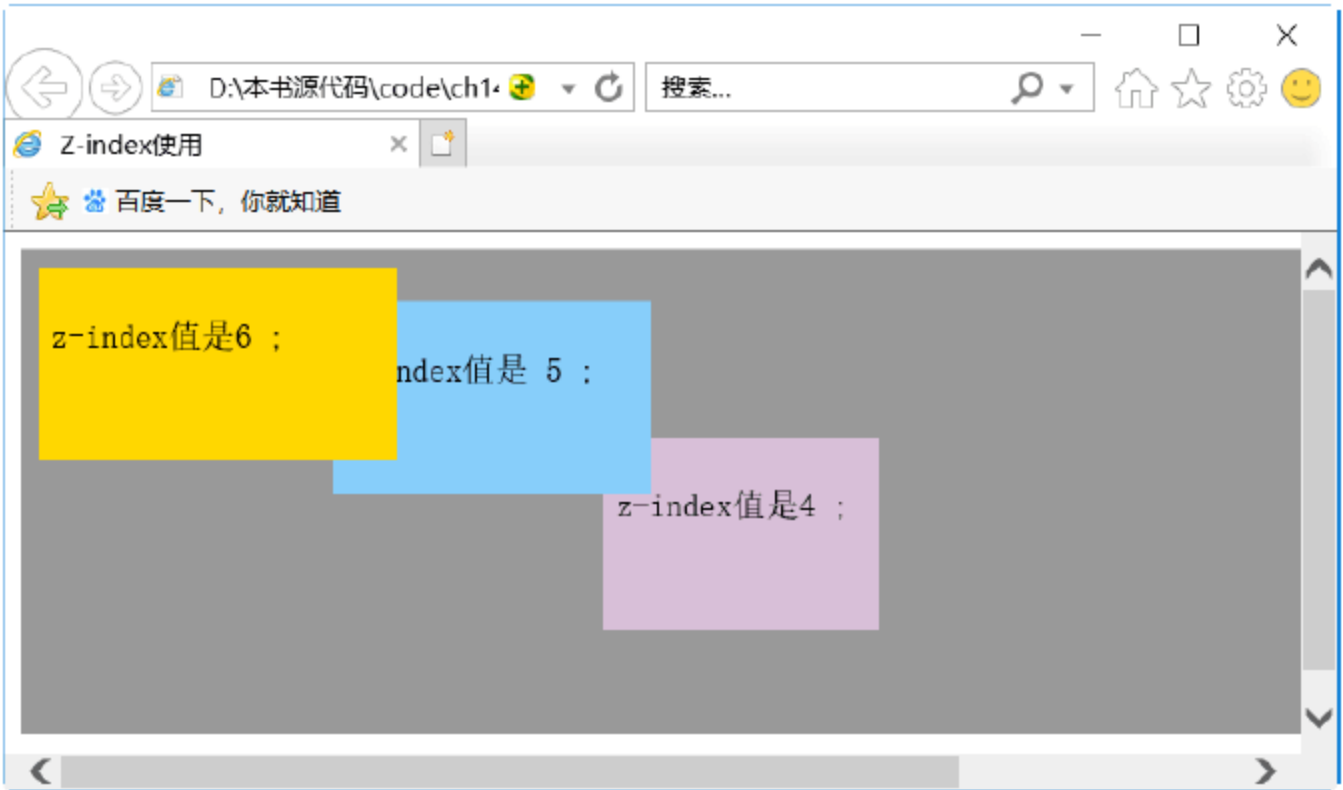 D:\本书源代码\code\ch14
搜索...
Z-index使用
百度一下，你就知道
z-index值是6 ;
ndex值是 5 ;
z-index值是4 ;